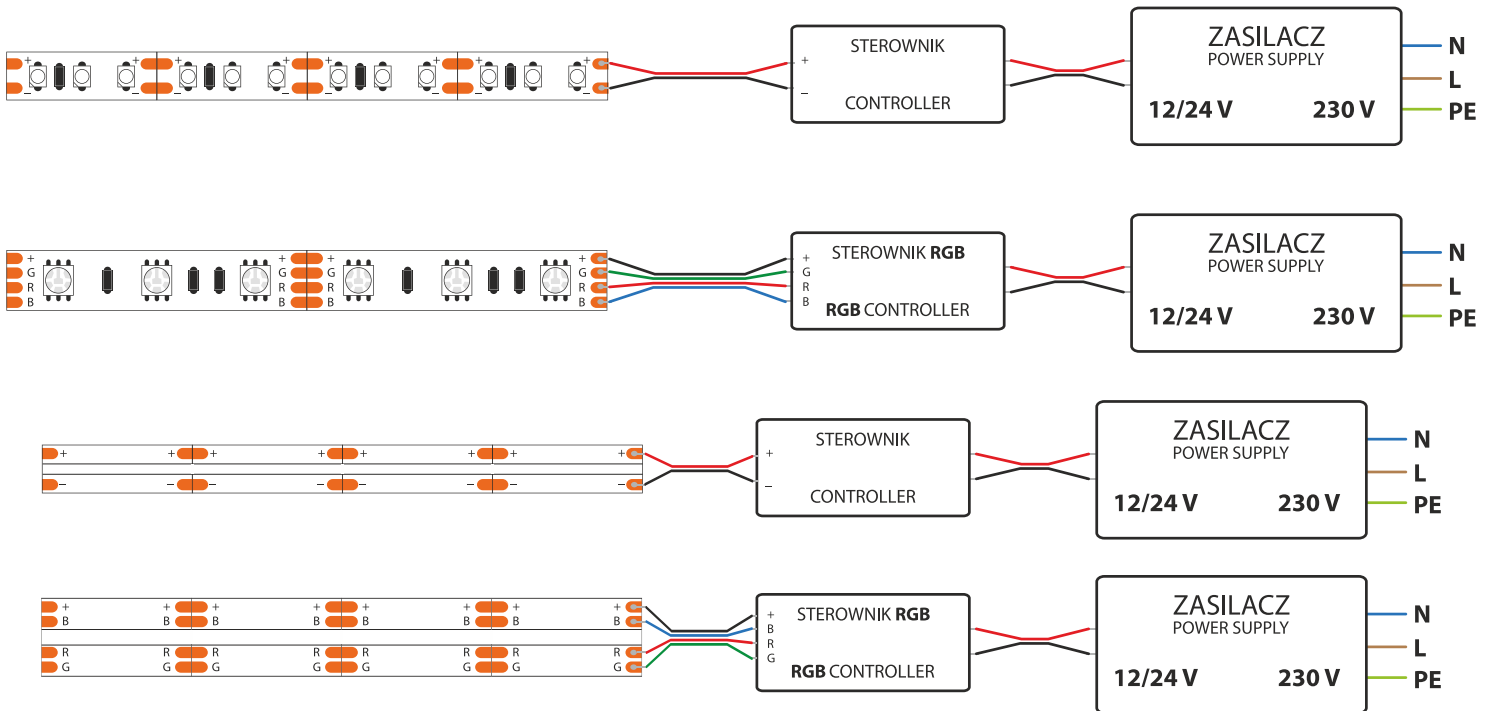 + + + + + + + +
− − − − − − − −
+
−
STEROWNIK
CONTROLLER
ZASILACZ
POWER SUPPLY
12/24 V 230 V
N
L
PE
+ + + +
G G G G
R R R R
B B B B
+
G
R
B
STEROWNIK RGB
RGB CONTROLLER
ZASILACZ
POWER SUPPLY
12/24 V 230 V
N
L
PE
+ + + + + + + +
− − − − − − − −
+
−
STEROWNIK
CONTROLLER
ZASILACZ
POWER SUPPLY
12/24 V 230 V
N
L
PE
+ + + + + + + +
B B B B B B B B
R R R R R R R R
G G G G G G G G
+
B
R
G
STEROWNIK RGB
RGB CONTROLLER
ZASILACZ
POWER SUPPLY
12/24 V 230 V
N
L
PE